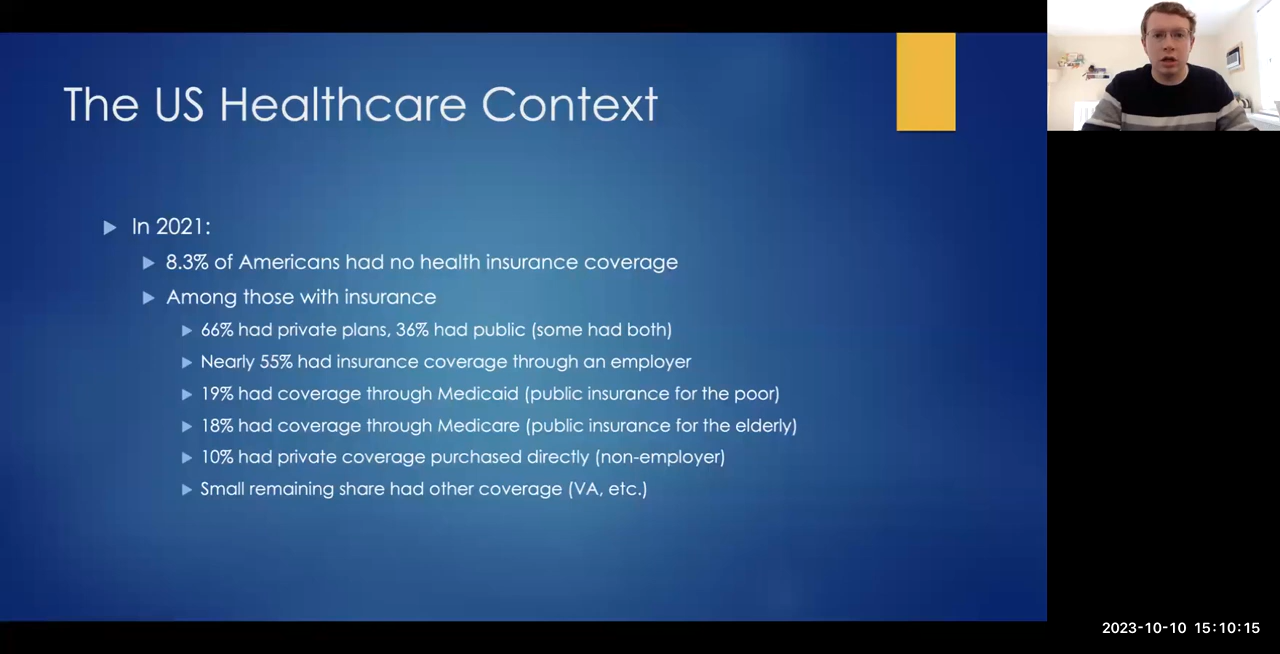 The US Healthcare Context
In 2021:
8.3% of Americans had no health insurance coverage
Among those with insurance
66% had private plans, 36% had public (some had both)
Nearly 55% had insurance coverage through an employer
19% had coverage through Medicaid (public insurance for the poor)
18% had coverage through Medicare (public insurance for the elderly)
10% had private coverage purchased directly (non-employer)
Small remaining share had other coverage (VA, etc.)
2023-10-10 15:10:15